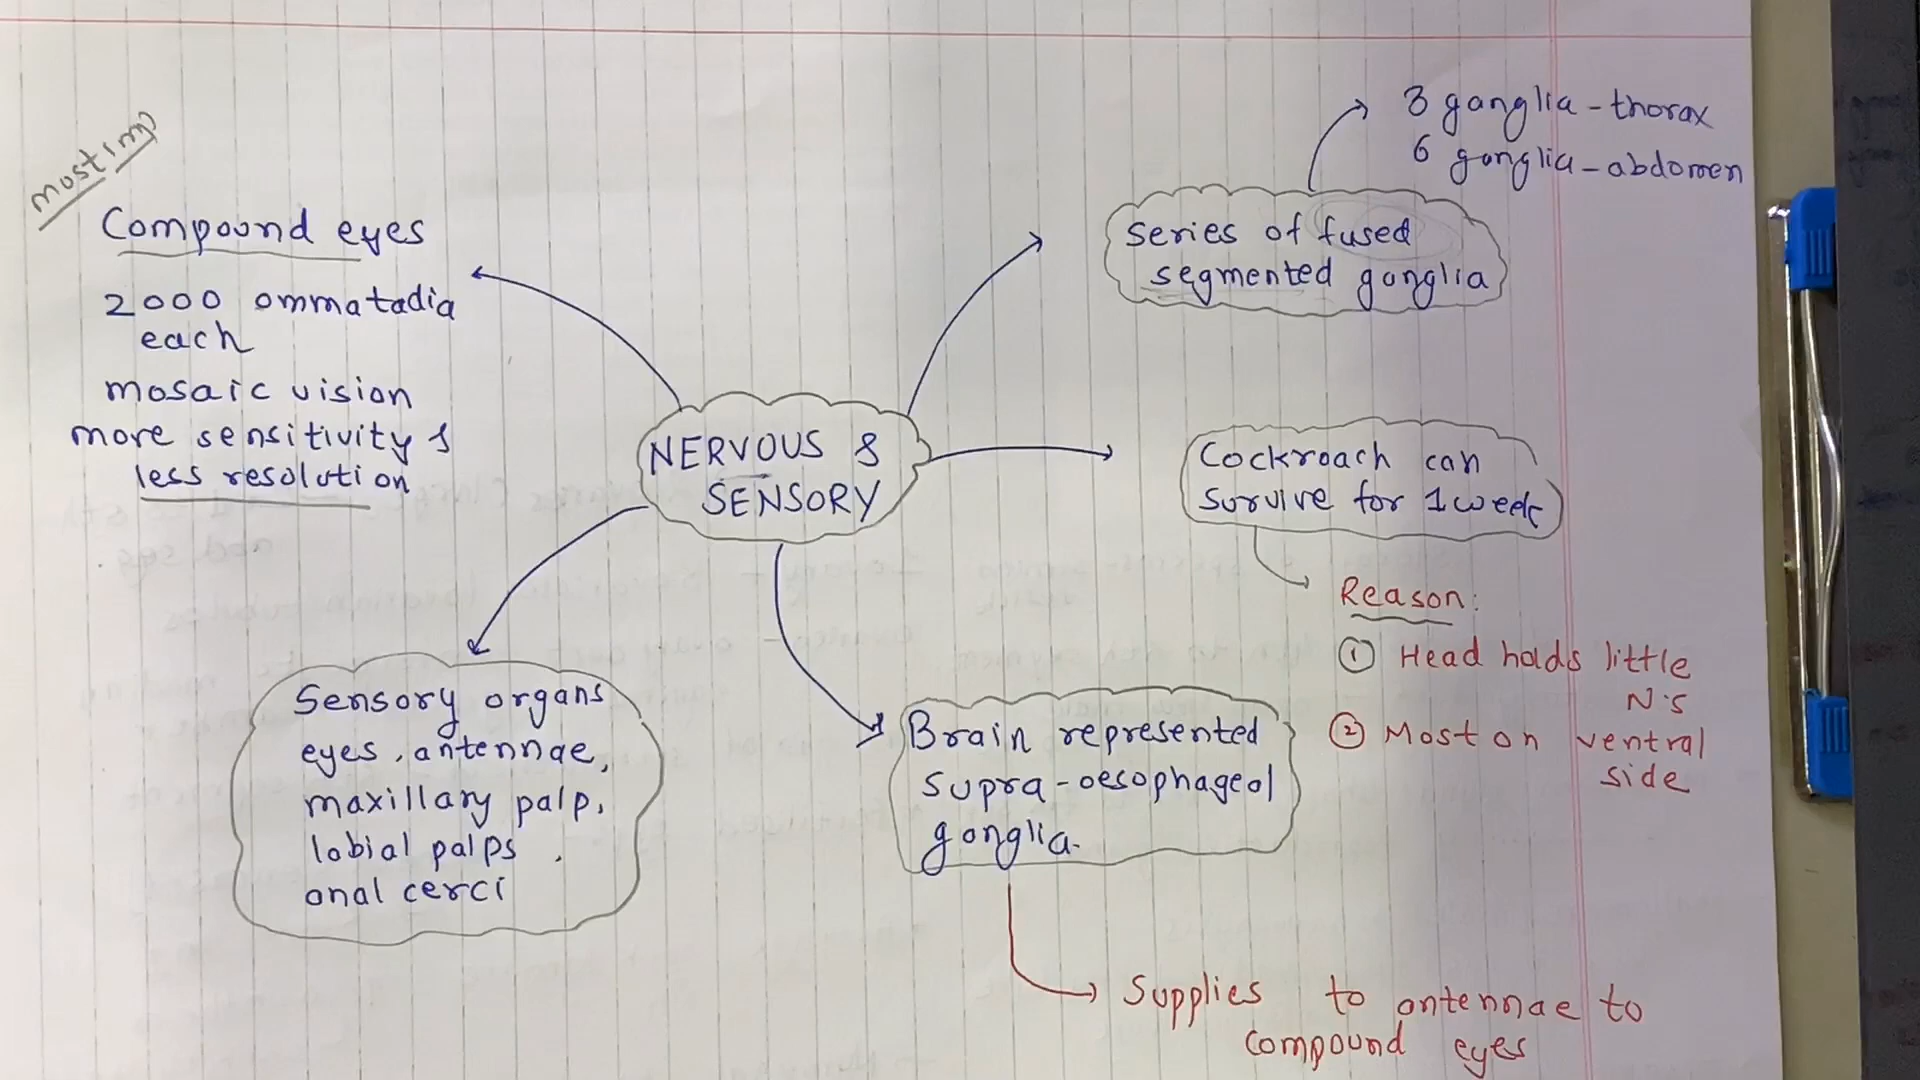 most imp
Compound eyes
2000 ommatadia
each
mosaic vision
more sensitivity &
less resolution
NERVOUS &
SENSORY
3 ganglia - thorax
6 ganglia - abdomen
series of fused
segmented ganglia
Cockroach can
survive for 1 week
Reason:
① Head holds little
N.S
② Most on ventral
side
Sensory organs
eyes, antennae,
maxillary palp,
labial palps,
anal cerci
Brain represented
supra-oesophageal
ganglia.
Supplies to antennae to
compound eyes